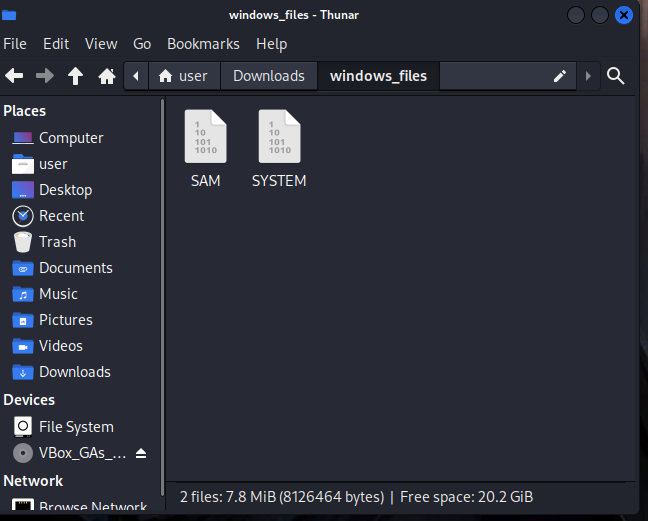 windows_files - Thunar
File Edit View Go Bookmarks Help
user Downloads windows_files
Places
Computer
user
Desktop
Recent
Trash
Documents
Music
Pictures
Videos
Downloads
Devices
File System
VBox_GAs_...
Network
Browse Network
1
10
101
1010
SAM
1
10
101
1010
SYSTEM
2 files: 7.8 MiB (8126464 bytes) | Free space: 20.2 GiB